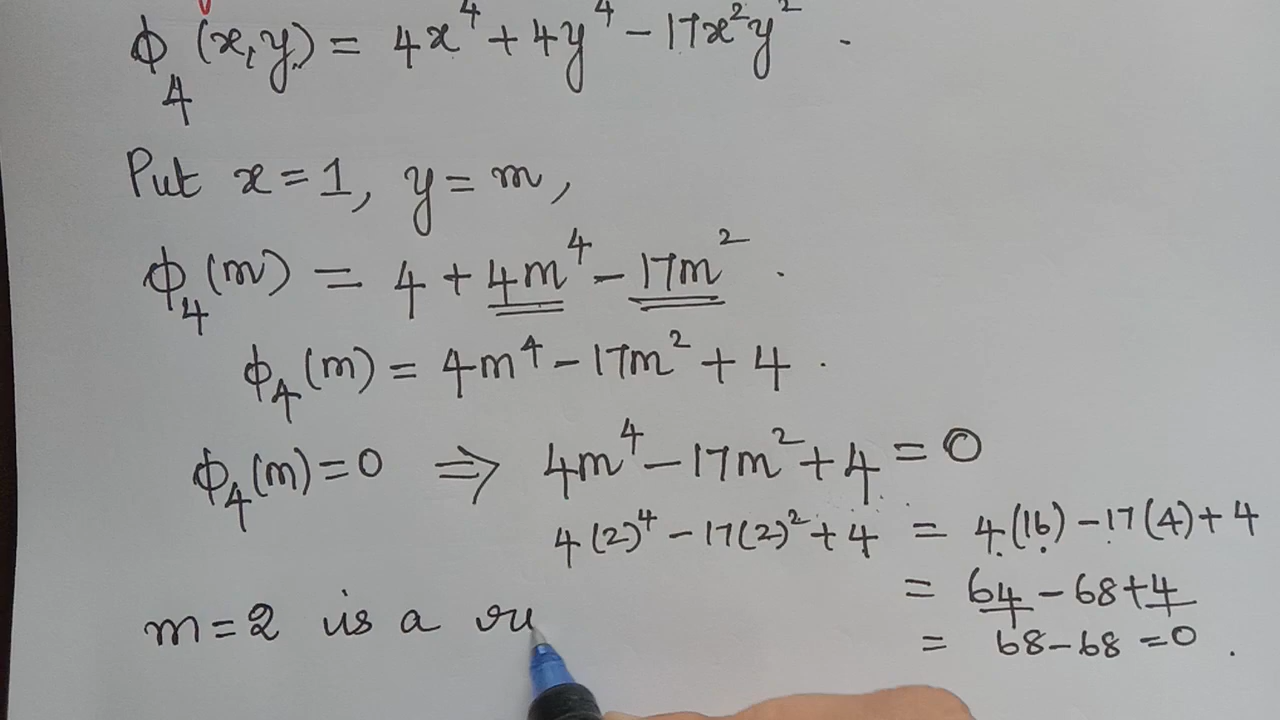 ϕ₄(x,y) = 4x⁴ + 4y⁴ - 17x²y² .
Put x = 1, y = m,
ϕ₄(m) = 4 + 4m⁴ - 17m² .
ϕ₄(m) = 4m⁴ - 17m² + 4 .
ϕ₄(m) = 0 ⇒ 4m⁴ - 17m² + 4 = 0
4(2)⁴ - 17(2)² + 4 = 4(16) - 17(4) + 4
= 64 - 68 + 4
m = 2 is a
= 68 - 68 = 0 .